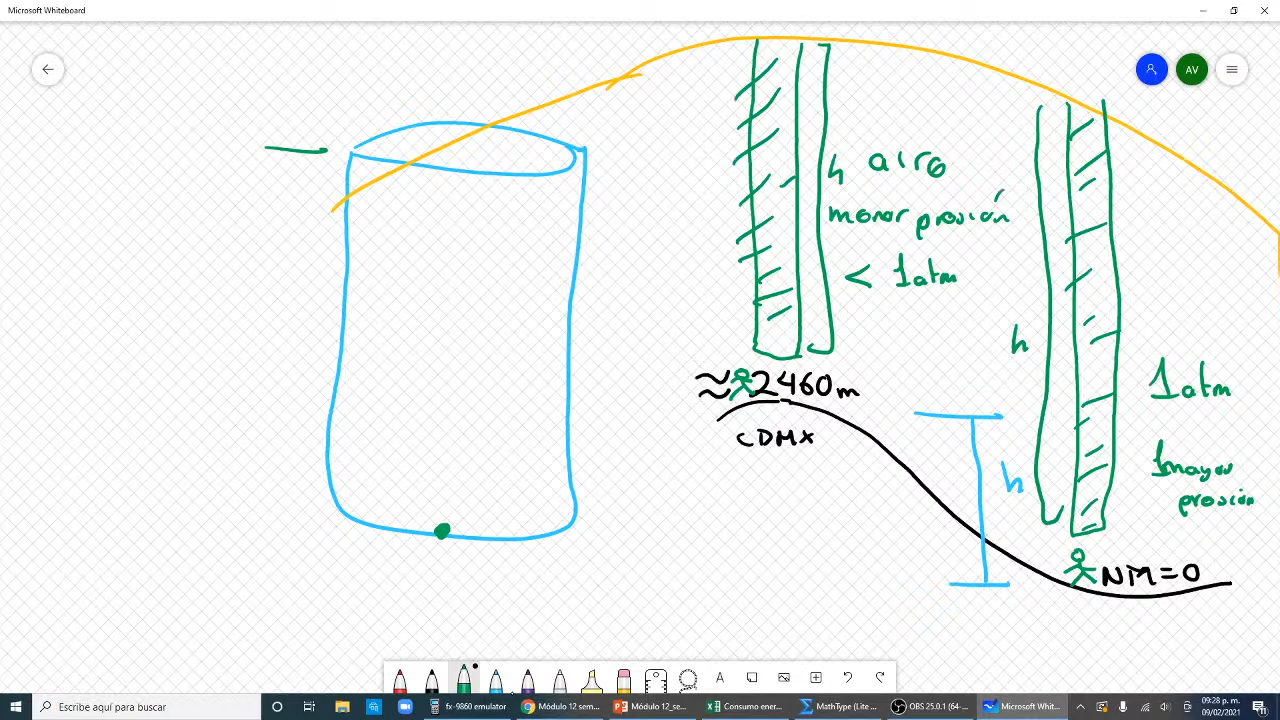 Microsoft Whiteboard
AV
h aire
menor presión
< 1atm
h
1atm
1mayor
presión
≈ 2460m
CDMX
h
NM=0
A
Escribe aquí para buscar
fx-9860 emulator
Módulo 12 sem...
Módulo 12_se...
Consumo ener...
MathType (Lite ...
OBS 25.0.1 (64-...
Microsoft Whit...
09:28 p. m.
09/02/2021